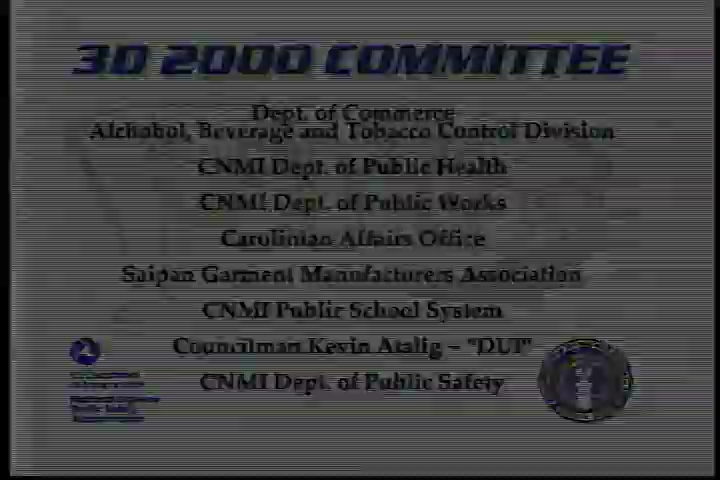 3D 2000 COMMITTEE
Dept. of Commerce
Alchohol, Beverage and Tobacco Control Division
CNMI Dept. of Public Health
CNMI Dept. of Public Works
Carolinian Affairs Office
Saipan Garment Manufacturers Association
CNMI Public School System
Councilman Kevin Atalig – "DUI"
CNMI Dept. of Public Safety